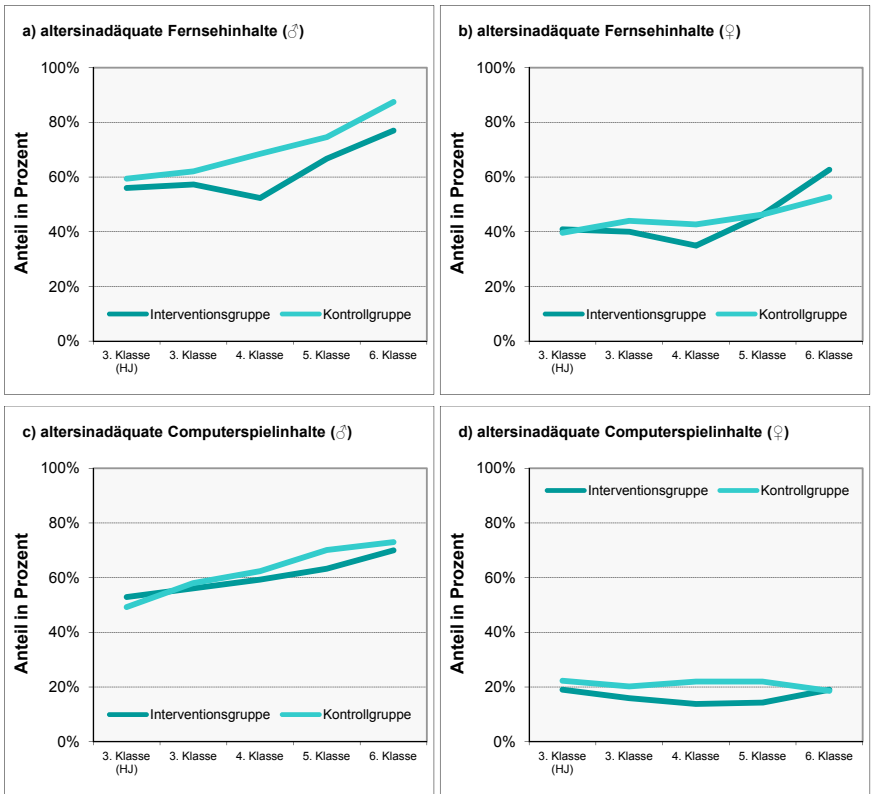 a) altersinadäquate Fernsehinhalte (♂)
Anteil in Prozent
100%
80%
60%
40%
20%
0%
Interventionsgruppe Kontrollgruppe
3. Klasse (HJ) 3. Klasse 4. Klasse 5. Klasse 6. Klasse
b) altersinadäquate Fernsehinhalte (♀)
Anteil in Prozent
100%
80%
60%
40%
20%
0%
Interventionsgruppe Kontrollgruppe
3. Klasse (HJ) 3. Klasse 4. Klasse 5. Klasse 6. Klasse
c) altersinadäquate Computerspielinhalte (♂)
Anteil in Prozent
100%
80%
60%
40%
20%
0%
Interventionsgruppe Kontrollgruppe
3. Klasse (HJ) 3. Klasse 4. Klasse 5. Klasse 6. Klasse
d) altersinadäquate Computerspielinhalte (♀)
Anteil in Prozent
100%
Interventionsgruppe Kontrollgruppe
80%
60%
40%
20%
0%
3. Klasse (HJ) 3. Klasse 4. Klasse 5. Klasse 6. Klasse